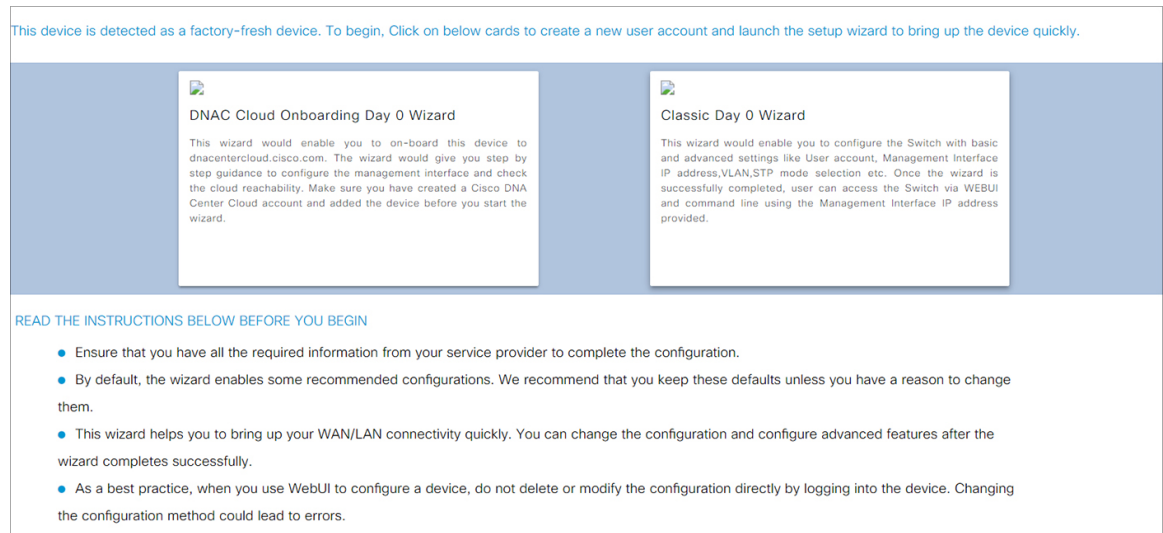 This device is detected as a factory-fresh device. To begin, Click on below cards to create a new user account and launch the setup wizard to bring up the device quickly.
DNAC Cloud Onboarding Day 0 Wizard
This wizard would enable you to on-board this device to
dnacentercloud.cisco.com. The wizard would give you step by
step guidance to configure the management interface and check
the cloud reachability. Make sure you have created a Cisco DNA
Center Cloud account and added the device before you start the
wizard.
Classic Day 0 Wizard
This wizard would enable you to configure the Switch with basic
and advanced settings like User account, Management Interface
IP address,VLAN,STP mode selection etc. Once the wizard is
successfully completed, user can access the Switch via WEBUI
and command line using the Management Interface IP address
provided.
READ THE INSTRUCTIONS BELOW BEFORE YOU BEGIN
● Ensure that you have all the required information from your service provider to complete the configuration.
● By default, the wizard enables some recommended configurations. We recommend that you keep these defaults unless you have a reason to change
them.
● This wizard helps you to bring up your WAN/LAN connectivity quickly. You can change the configuration and configure advanced features after the
wizard completes successfully.
● As a best practice, when you use WebUI to configure a device, do not delete or modify the configuration directly by logging into the device. Changing
the configuration method could lead to errors.